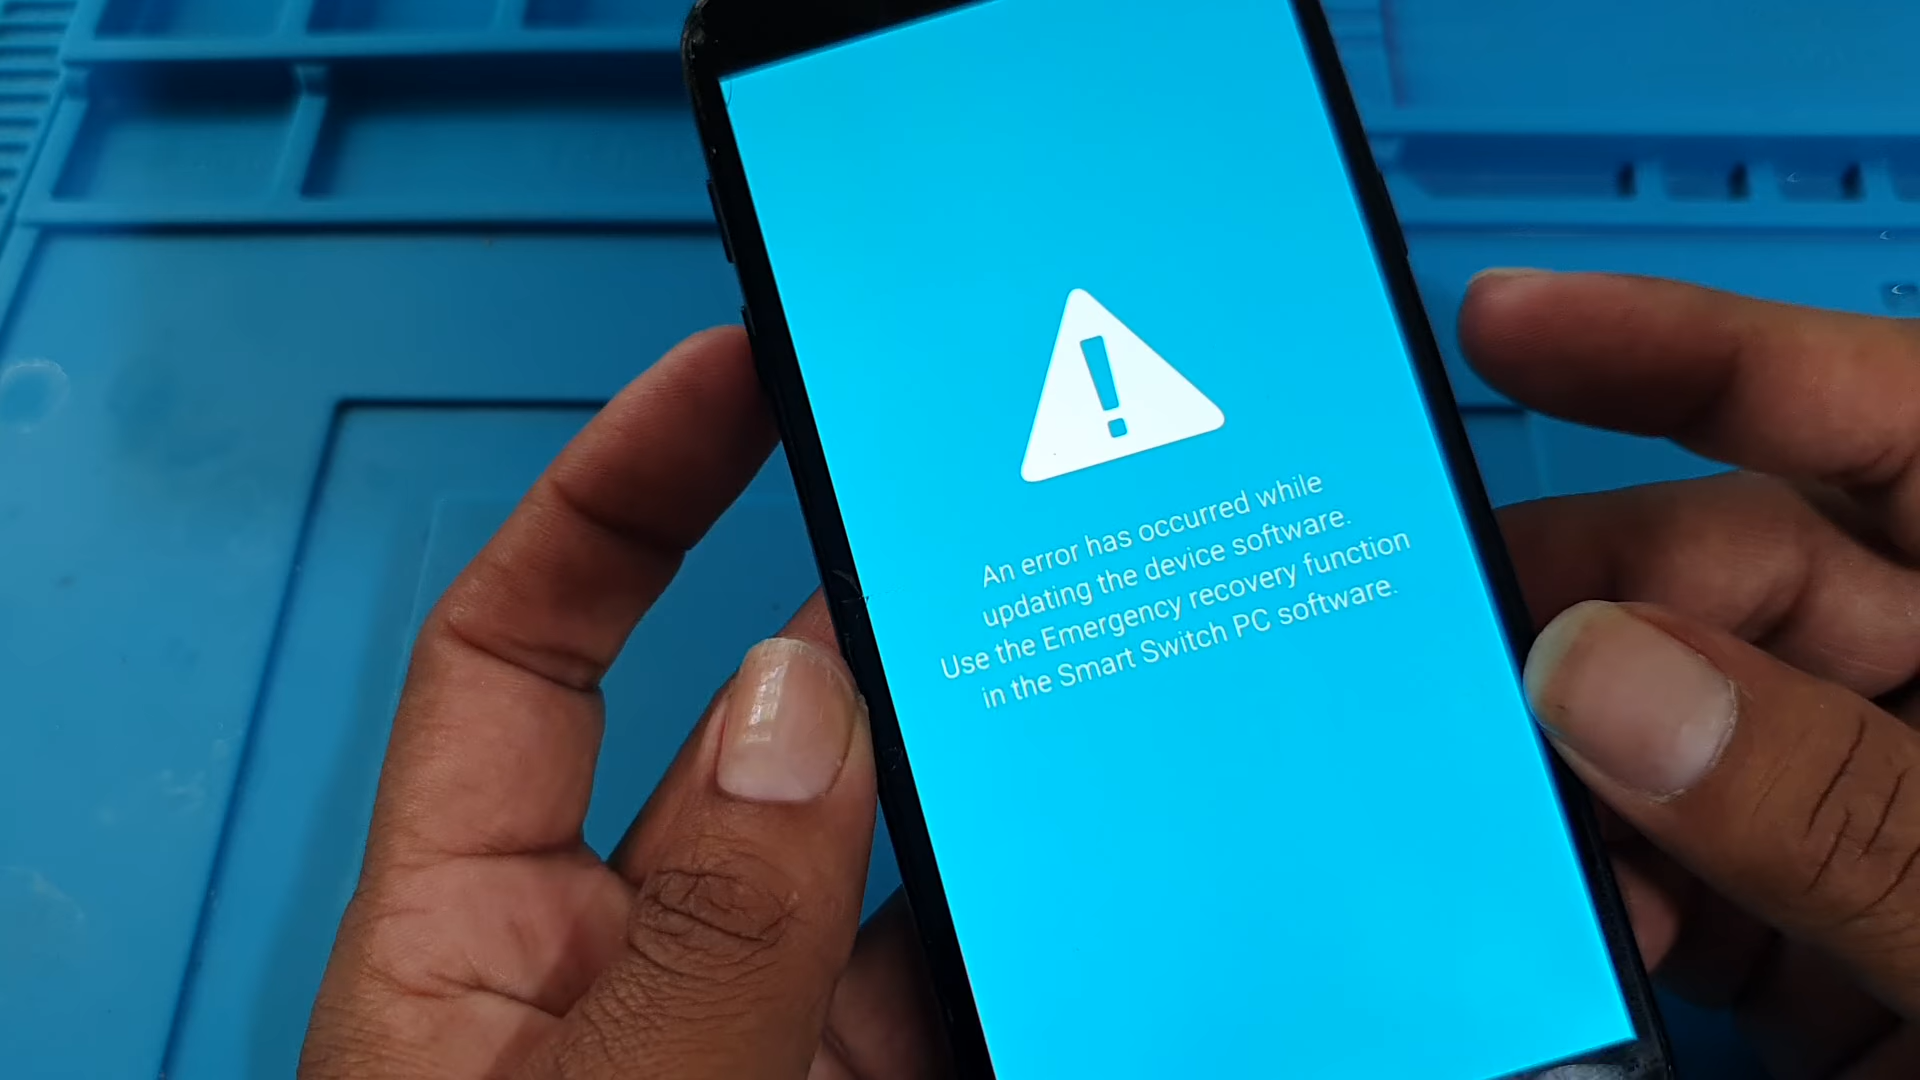 An error has occurred while
updating the device software.
Use the Emergency recovery function
in the Smart Switch PC software.